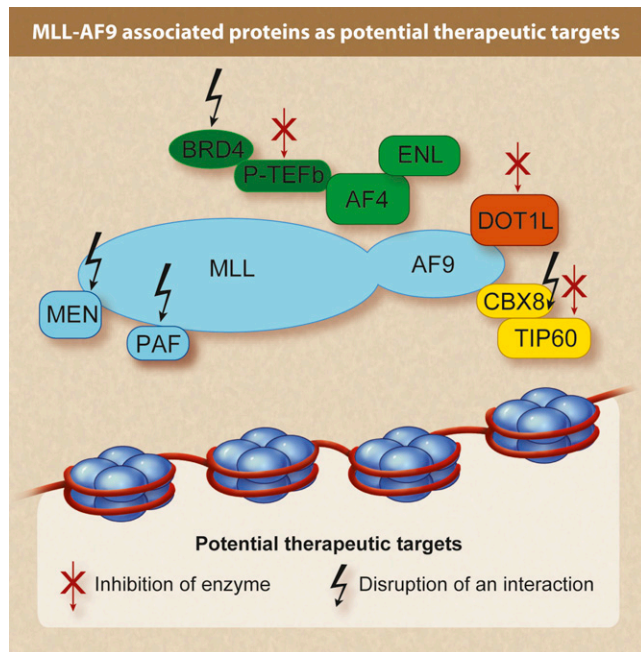 MLL-AF9 associated proteins as potential therapeutic targets
BRD4
P-TEFb
ENL
AF4
DOT1L
MLL
AF9
MEN
PAF
CBX8
TIP60
Potential therapeutic targets
Inhibition of enzyme
Disruption of an interaction